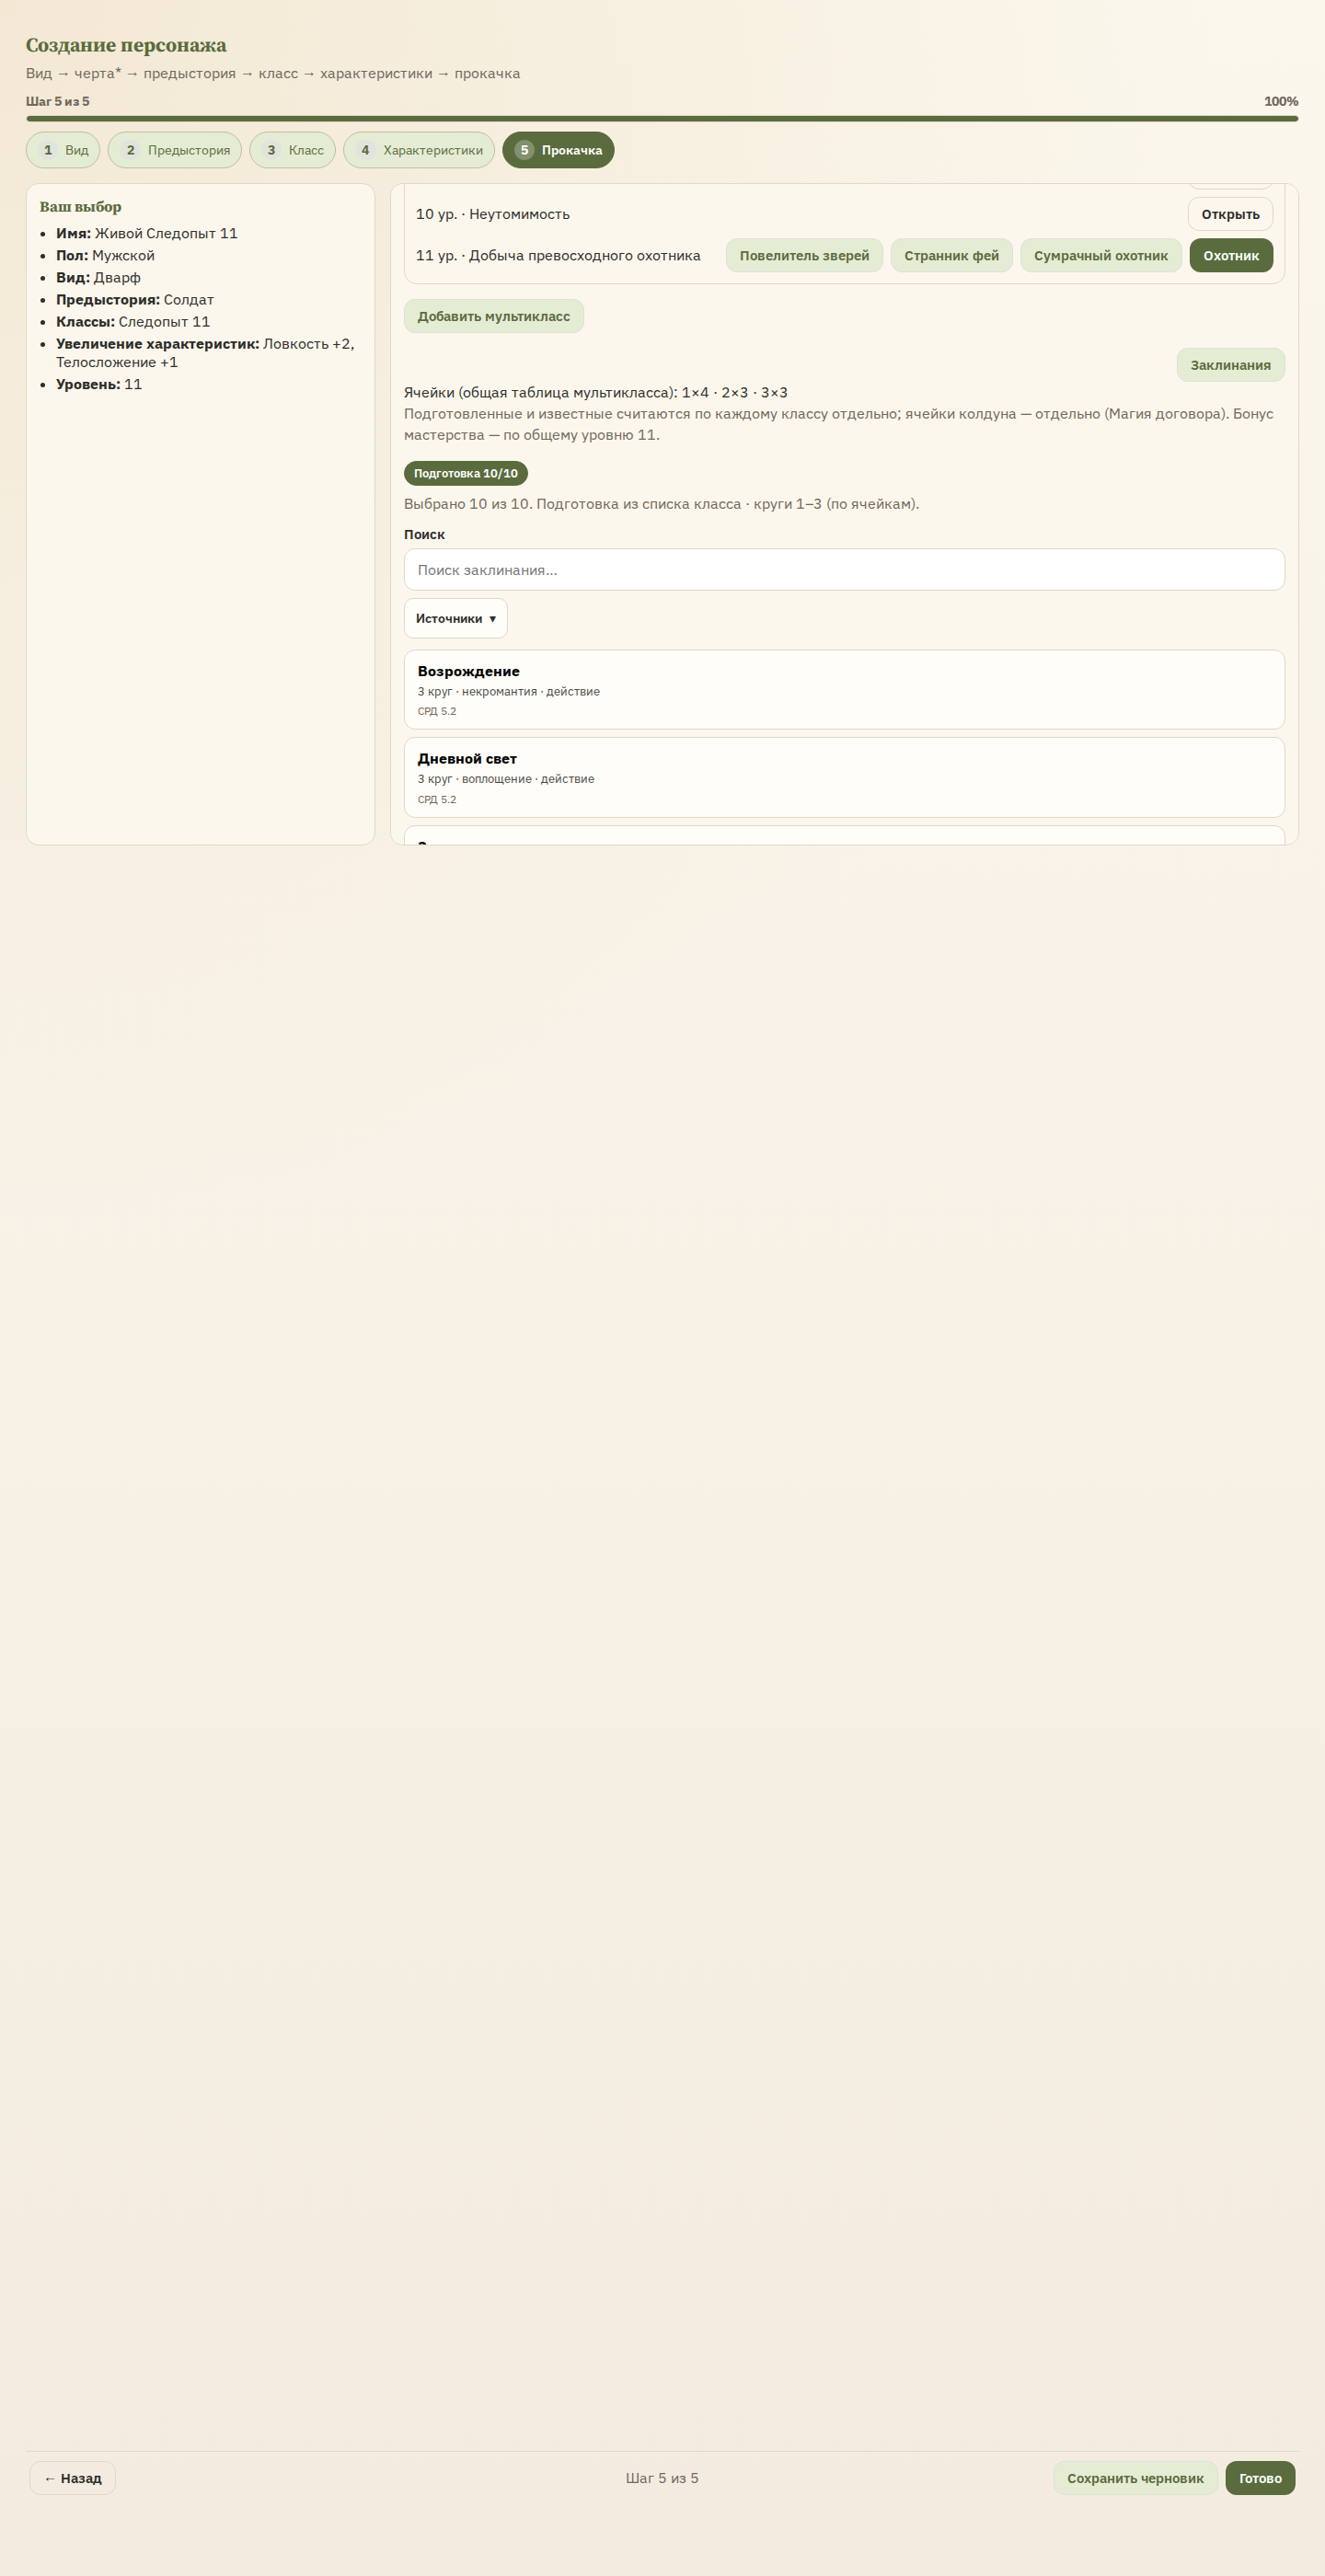 Создание персонажа
Вид → черта* → предыстория → класс → характеристики → прокачка
Шаг 5 из 5 100%
1 Вид 2 Предыстория 3 Класс 4 Характеристики 5 Прокачка
Ваш выбор
• Имя: Живой Следопыт 11
• Пол: Мужской
• Вид: Дварф
• Предыстория: Солдат
• Классы: Следопыт 11
• Увеличение характеристик: Ловкость +2,
Телосложение +1
• Уровень: 11
10 ур. · Неутомимость Открыть
11 ур. · Добыча превосходного охотника Повелитель зверей Странник фей Сумрачный охотник Охотник
Добавить мультикласс
Заклинания
Ячейки (общая таблица мультикласса): 1×4 · 2×3 · 3×3
Подготовленные и известные считаются по каждому классу отдельно; ячейки колдуна — отдельно (Магия договора). Бонус
мастерства — по общему уровню 11.
Подготовка 10/10
Выбрано 10 из 10. Подготовка из списка класса · круги 1–3 (по ячейкам).
Поиск
Поиск заклинания...
Источники ▾
Возрождение
3 круг · некромантия · действие
СРД 5.2
Дневной свет
3 круг · воплощение · действие
СРД 5.2
← Назад Шаг 5 из 5 Сохранить черновик Готово